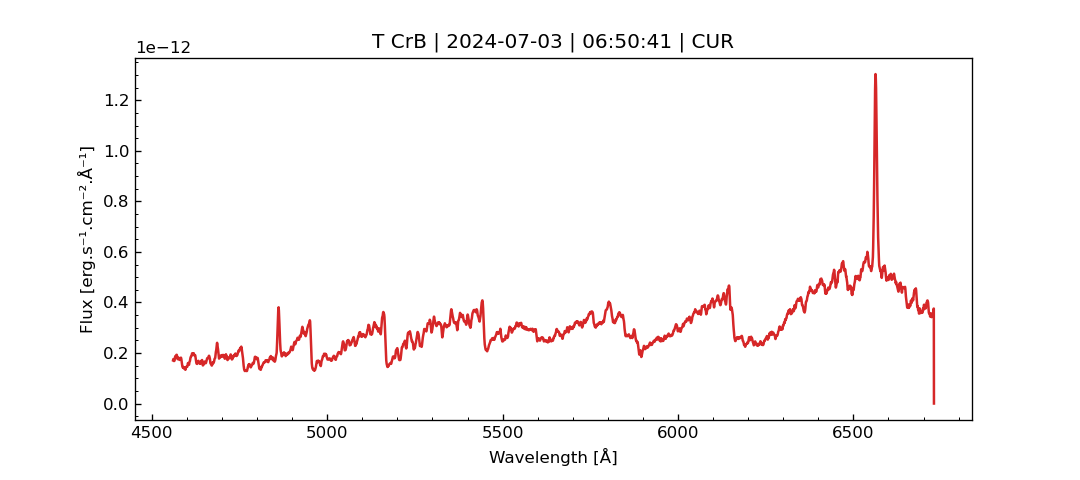 T CrB | 2024-07-03 | 06:50:41 | CUR
1e−12
1.2
1.0
0.8
0.6
0.4
0.2
0.0
Flux [erg.s⁻¹.cm⁻².Å⁻¹]
4500 5000 5500 6000 6500
Wavelength [Å]